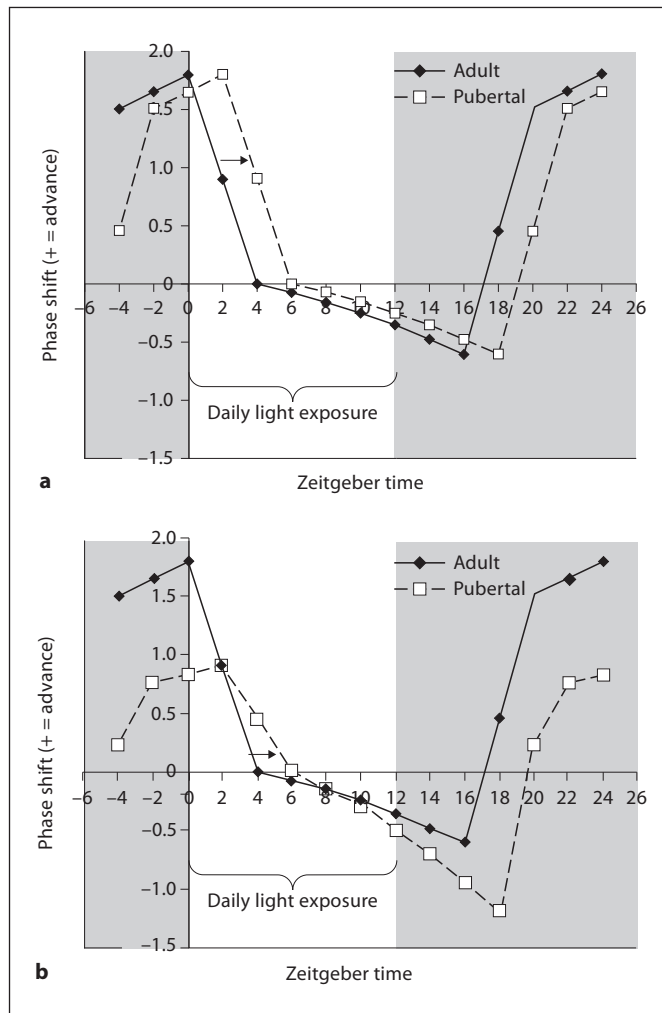 2.0
Adult
Pubertal
1.5
1.0
0.5
0
−6 −4 −2 0 2 4 6 8 10 12 14 16 18 20 22 24 26
−0.5
−1.0
−1.5
Phase shift (+ = advance)
Daily light exposure
a
Zeitgeber time
2.0
Adult
Pubertal
1.5
1.0
0.5
0
−6 −4 −2 0 2 4 6 8 10 12 14 16 18 20 22 24 26
−0.5
−1.0
−1.5
Phase shift (+ = advance)
Daily light exposure
b
Zeitgeber time